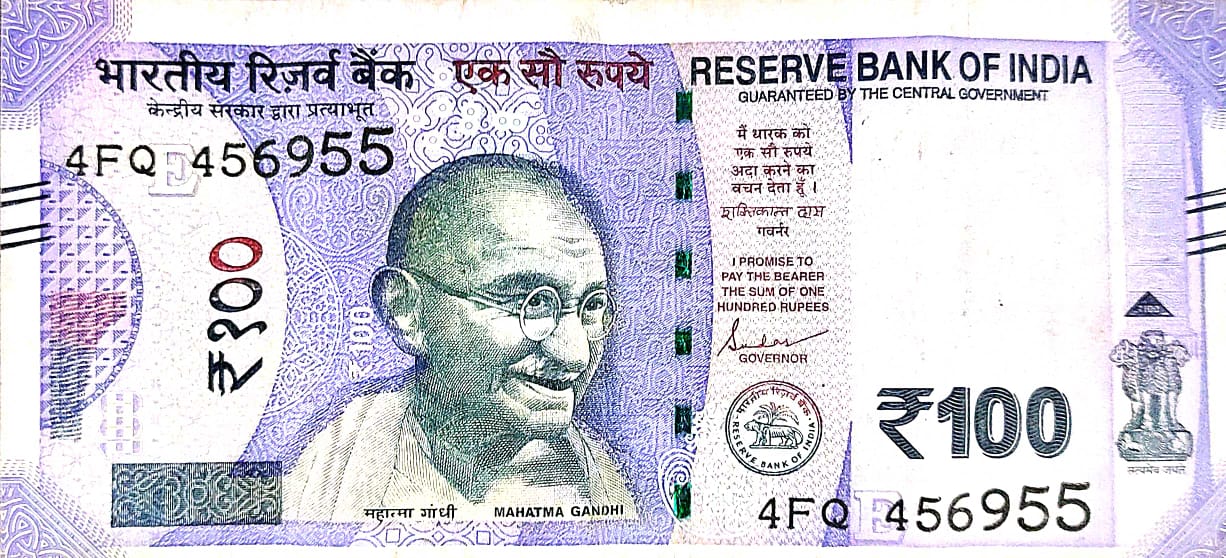 भारतीय रिज़र्व बैंक एक सौ रुपये
केन्द्रीय सरकार द्वारा प्रत्याभूत
4FQ E 456955
₹१००
₹100
महात्मा गांधी MAHATMA GANDHI
RESERVE BANK OF INDIA
GUARANTEED BY THE CENTRAL GOVERNMENT
मैं धारक को
एक सौ रुपये
अदा करने का
वचन देता हूँ ।
शक्तिकान्त दास
गवर्नर
I PROMISE TO
PAY THE BEARER
THE SUM OF ONE
HUNDRED RUPEES
GOVERNOR
भारतीय रिज़र्व बैंक
RESERVE BANK OF INDIA
₹100
सत्यमेव जयते
4FQ E 456955